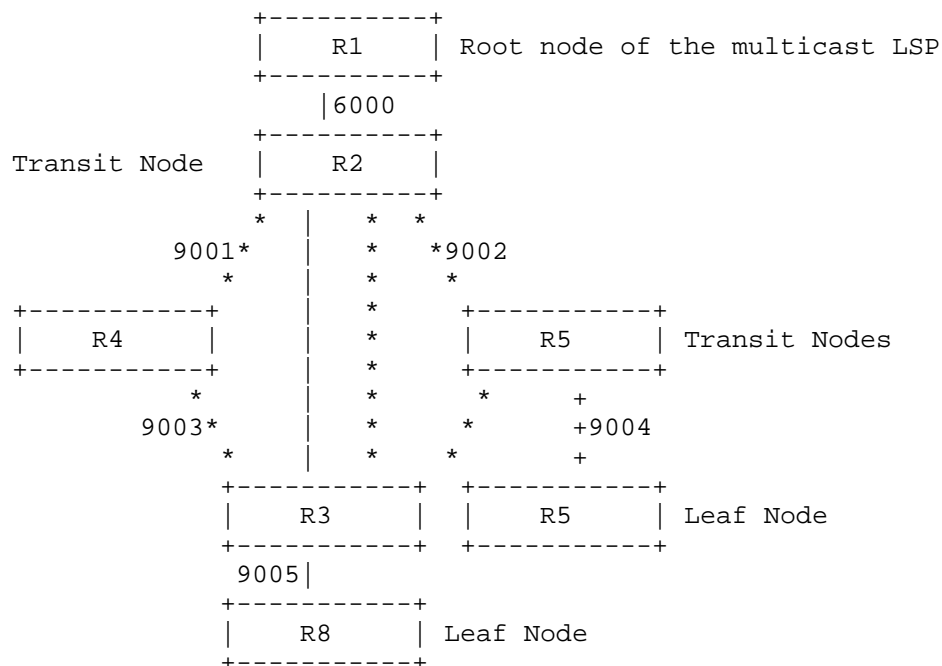 R1 Root node of the multicast LSP
6000
Transit Node R2
9001 9002
R4 R5 Transit Nodes
9003 9004
R3 R5 Leaf Node
9005
R8 Leaf Node